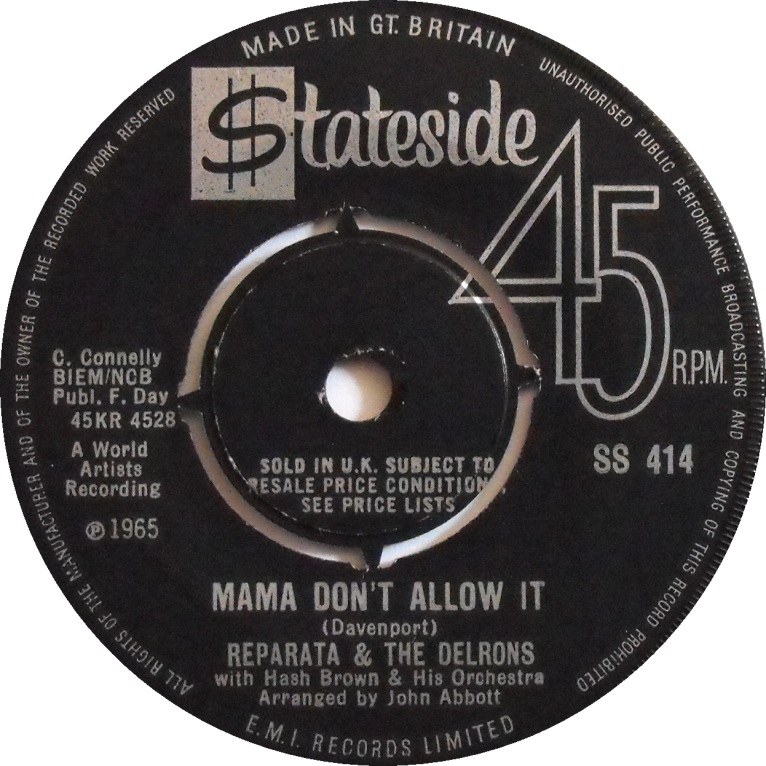 MADE IN GT. BRITAIN
$tateside
45
R.P.M.
UNAUTHORISED PUBLIC PERFORMANCE BROADCASTING AND COPYING OF THIS RECORD PROHIBITED
ALL RIGHTS OF THE MANUFACTURER AND OF THE OWNER OF THE RECORDED WORK RESERVED
C. Connelly
BIEM/NCB
Publ. F. Day
45KR 4528
A World
Artists
Recording
℗ 1965
SS 414
SOLD IN U.K. SUBJECT TO
RESALE PRICE CONDITIONS,
SEE PRICE LISTS
MAMA DON'T ALLOW IT
(Davenport)
REPARATA & THE DELRONS
with Hash Brown & His Orchestra
Arranged by John Abbott
E.M.I. RECORDS LIMITED